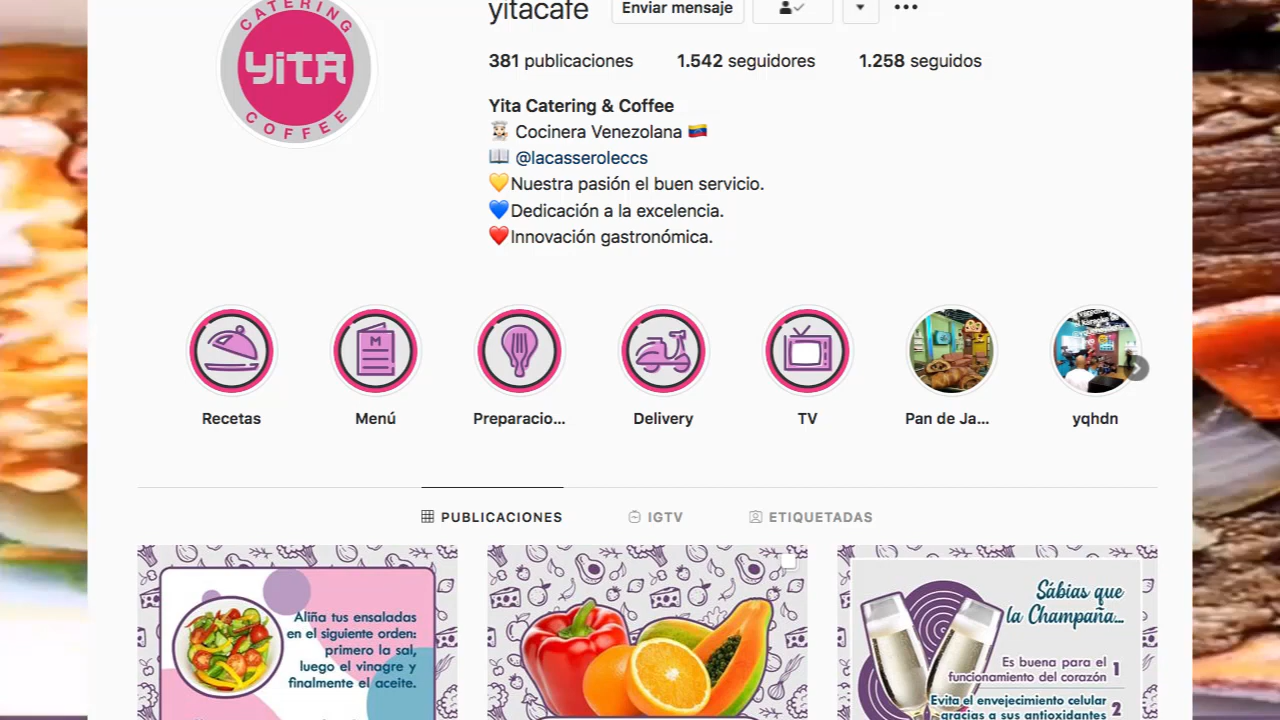 CATERING
YiTA
COFFEE
yitacafe
Enviar mensaje
381 publicaciones
1.542 seguidores
1.258 seguidos
Yita Catering & Coffee
Cocinera Venezolana
@lacasseroleccs
Nuestra pasión el buen servicio.
Dedicación a la excelencia.
Innovación gastronómica.
Recetas
Menú
Preparacio...
Delivery
TV
Pan de Ja...
yqhdn
PUBLICACIONES
IGTV
ETIQUETADAS
Aliña tus ensaladas
en el siguiente orden:
primero la sal,
luego el vinagre y
finalmente el aceite.
Sábias que
la Champaña...
Es buena para el
funcionamiento del corazón
1
Evita el envejecimiento celular
gracias a sus antioxidantes
2